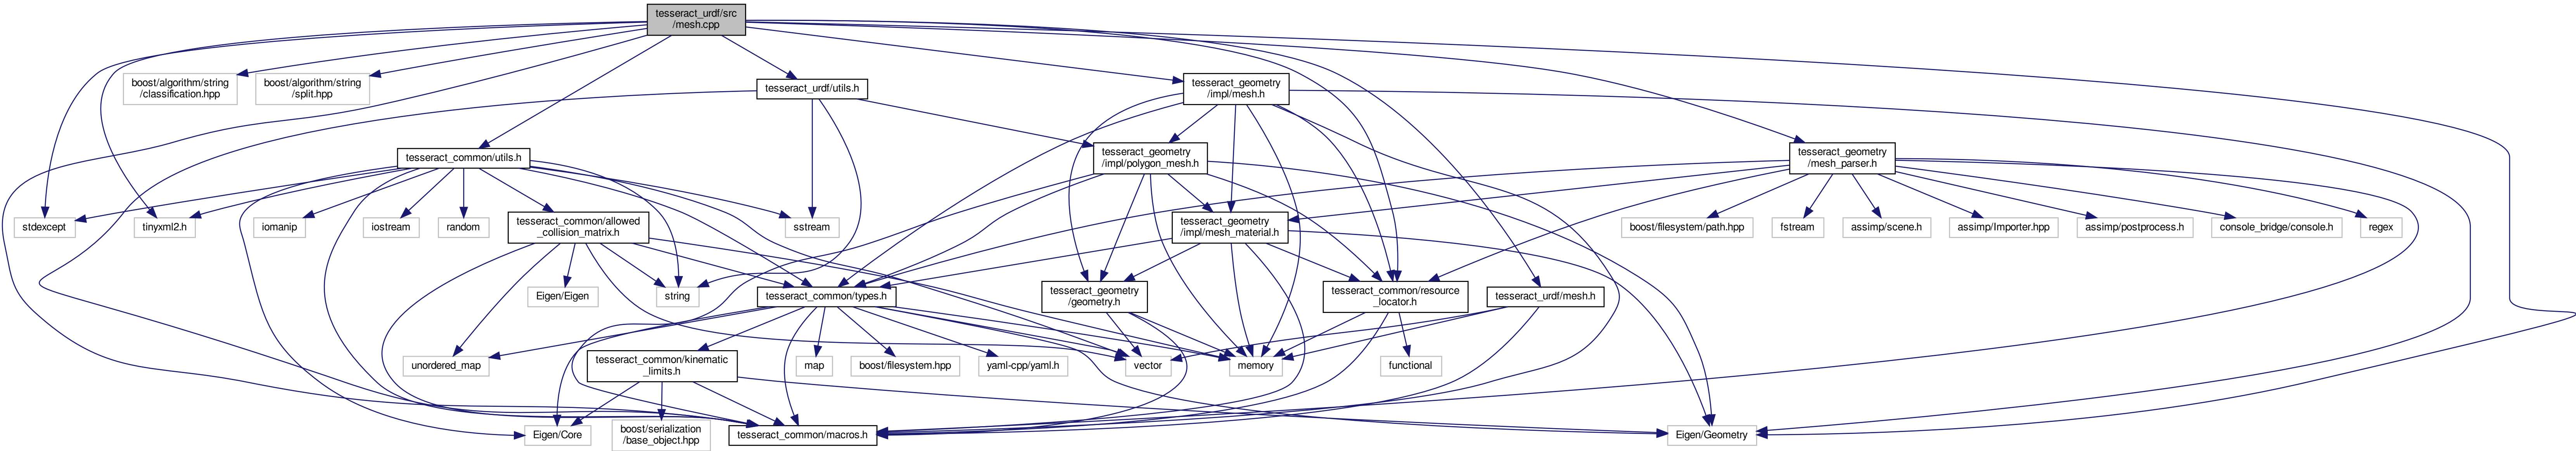 tesseract_urdf/src
/mesh.cpp
boost/algorithm/string
/classification.hpp
boost/algorithm/string
/split.hpp
tesseract_urdf/utils.h
tesseract_geometry
/impl/mesh.h
tesseract_common/utils.h
tesseract_geometry
/impl/polygon_mesh.h
tesseract_geometry
/mesh_parser.h
stdexcept
tinyxml2.h
iomanip
iostream
random
tesseract_common/allowed
_collision_matrix.h
sstream
tesseract_geometry
/impl/mesh_material.h
boost/filesystem/path.hpp
fstream
assimp/scene.h
assimp/Importer.hpp
assimp/postprocess.h
console_bridge/console.h
regex
Eigen/Eigen
string
tesseract_common/types.h
tesseract_geometry
/geometry.h
tesseract_common/resource
_locator.h
tesseract_urdf/mesh.h
unordered_map
tesseract_common/kinematic
_limits.h
map
boost/filesystem.hpp
yaml-cpp/yaml.h
vector
memory
functional
Eigen/Core
boost/serialization
/base_object.hpp
tesseract_common/macros.h
Eigen/Geometry